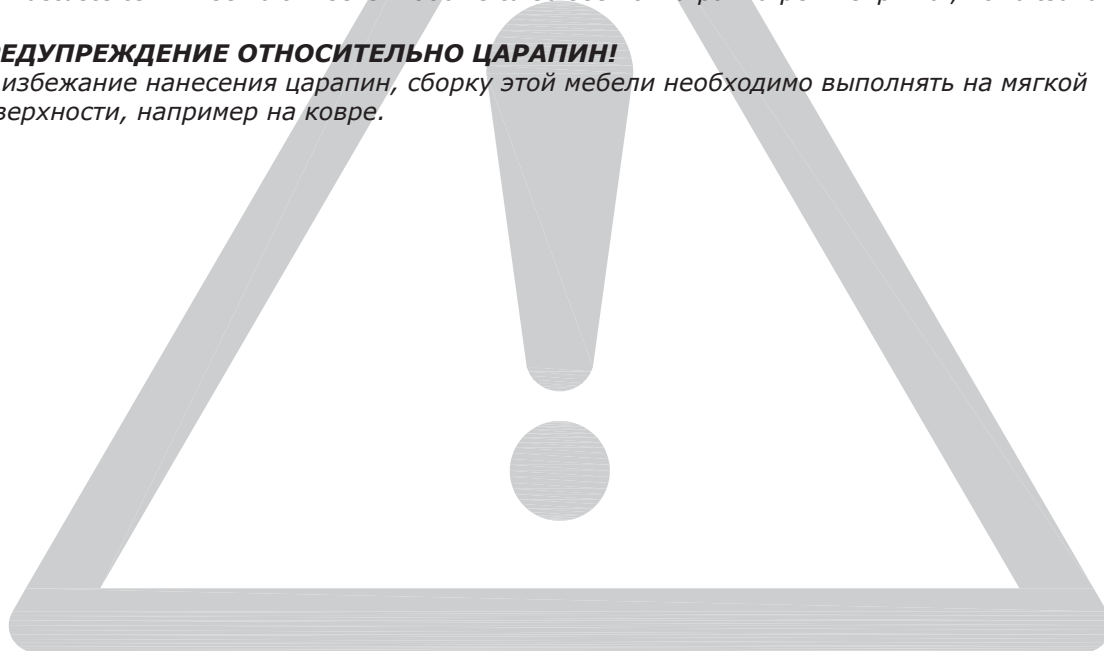 ЕДУПРЕЖДЕНИЕ ОТНОСИТЕЛЬНО ЦАРАПИН!
избежание нанесения царапин, сборку этой мебели необходимо выполнять на мягкой
верхности, например на ковре.